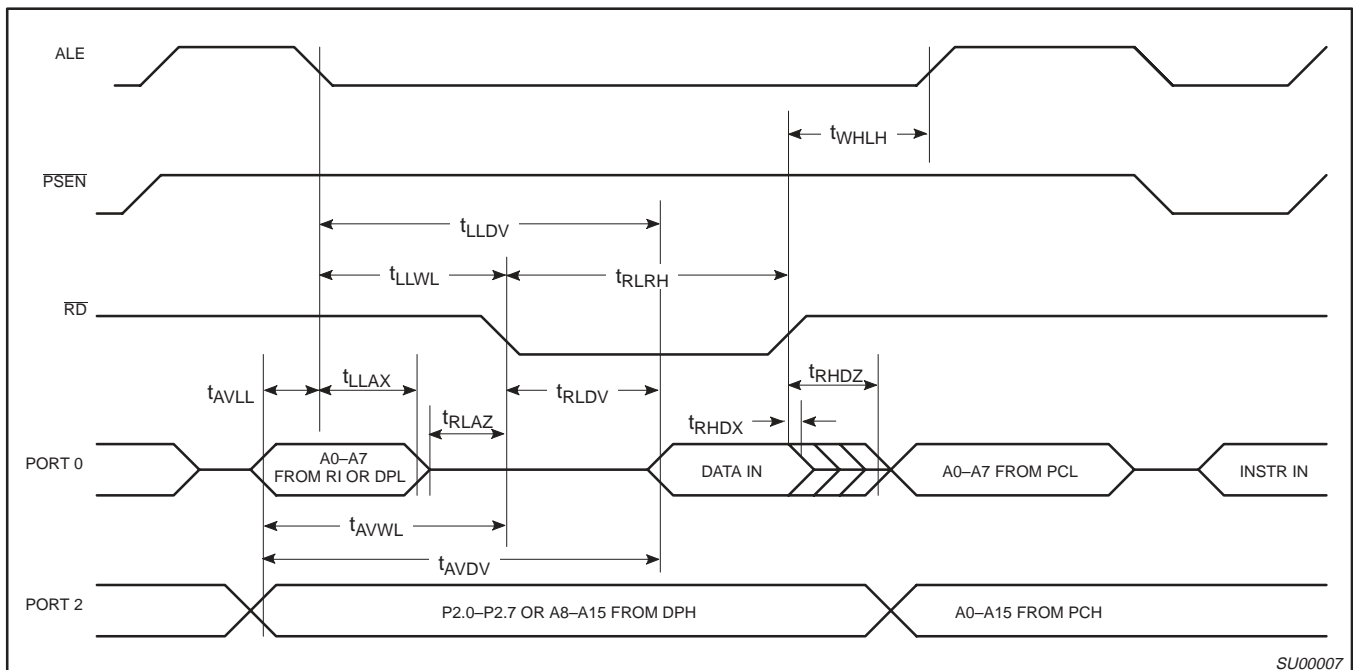 ALE
tWHLH
PSEN
tLLDV
tLLWL
tRLRH
RD
tAVLL
tLLAX
tRLAZ
tRLDV
tRHDZ
tRHDX
PORT 0
A0–A7
FROM RI OR DPL
DATA IN
A0–A7 FROM PCL
INSTR IN
tAVWL
tAVDV
PORT 2
P2.0–P2.7 OR A8–A15 FROM DPH
A0–A15 FROM PCH
SU00007